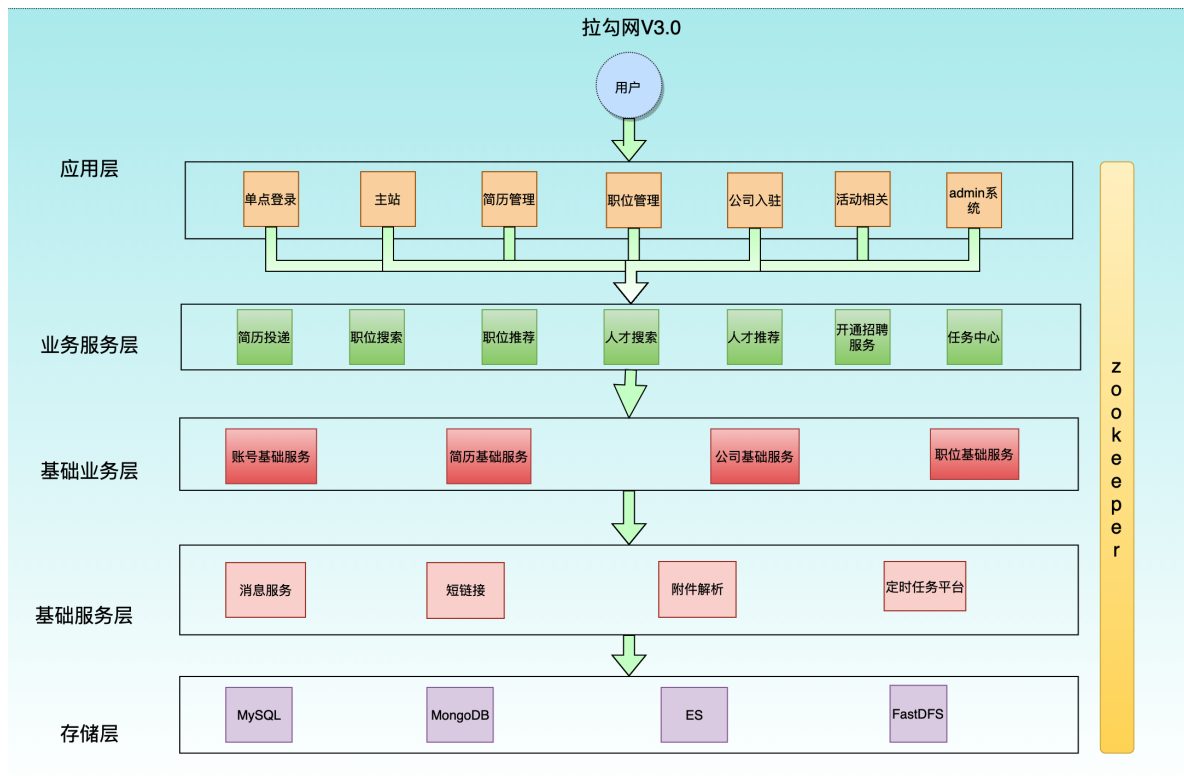 拉勾网V3.0
用户
应用层
单点登录
主站
简历管理
职位管理
公司入驻
活动相关
admin系
统
业务服务层
简历投递
职位搜索
职位推荐
人才搜索
人才推荐
开通招聘
服务
任务中心
基础业务层
账号基础服务
简历基础服务
公司基础服务
职位基础服务
基础服务层
消息服务
短链接
附件解析
定时任务平台
存储层
MySQL
MongoDB
ES
FastDFS
zookeeper